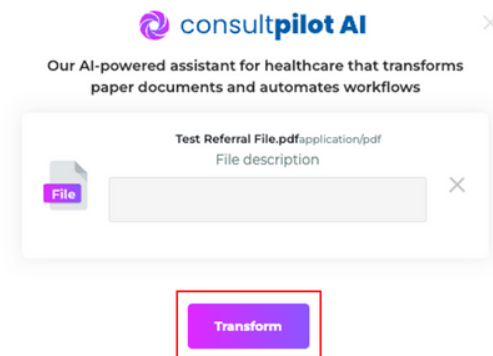 consultpilot AI
Our AI-powered assistant for healthcare that transforms
paper documents and automates workflows
Test Referral File.pdfapplication/pdf
File description
File
Transform